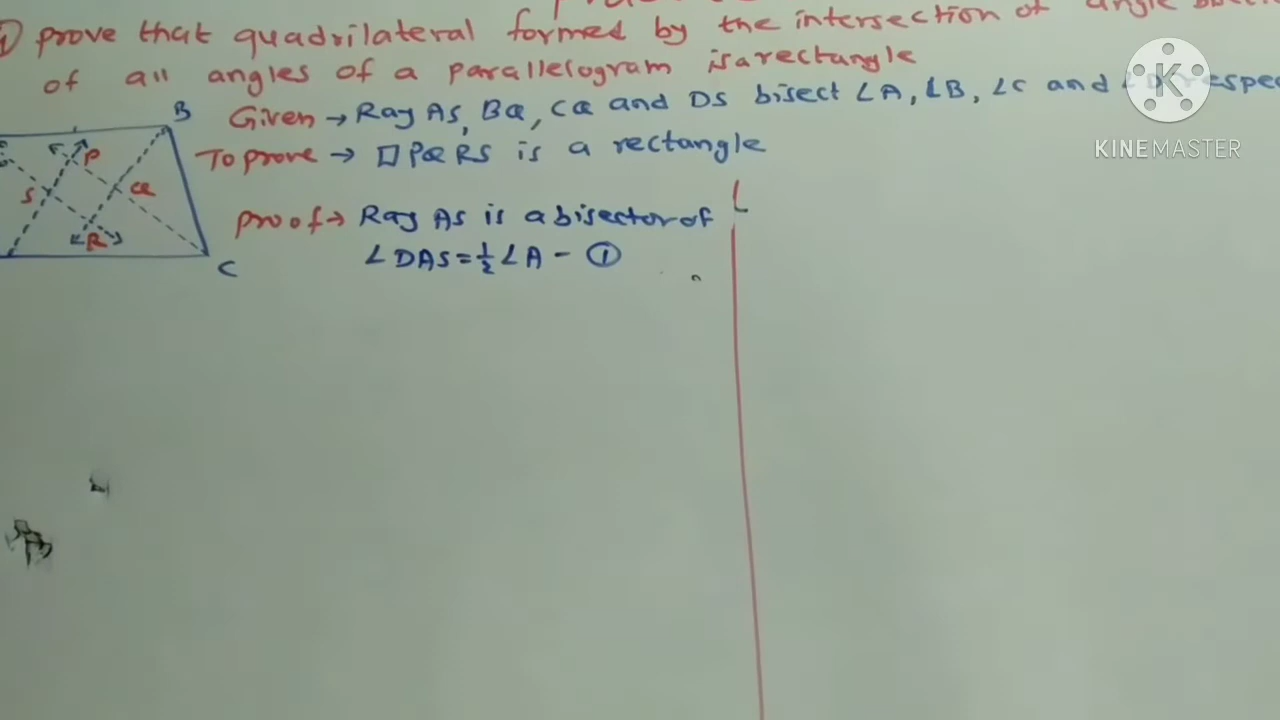 ① prove that quadrilateral formed by the intersection of angle
of all angles of a parallelogram is a rectangle
Given → Ray AS, BQ, CQ and DS bisect ∠A, ∠B, ∠C and
To prove → □ PQRS is a rectangle
proof → Ray AS is a bisector of
∠DAS = ½ ∠A - ①
B
P
S
Q
R
C
K
KINEMASTER